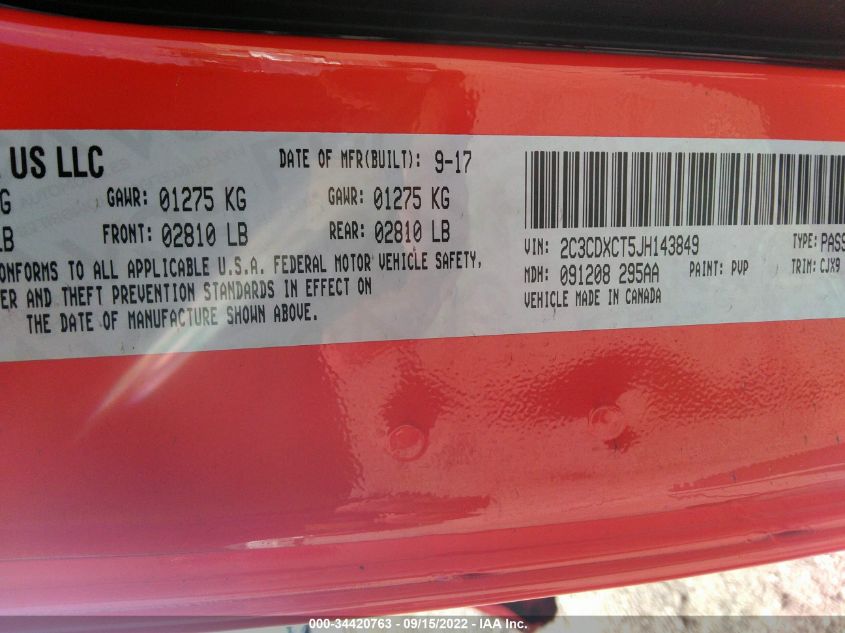 US LLC
DATE OF MFR(BUILT): 9-17
G GAWR: 01275 KG GAWR: 01275 KG
LB FRONT: 02810 LB REAR: 02810 LB
CONFORMS TO ALL APPLICABLE U.S.A. FEDERAL MOTOR VEHICLE SAFETY,
ER AND THEFT PREVENTION STANDARDS IN EFFECT ON
THE DATE OF MANUFACTURE SHOWN ABOVE.
VIN: 2C3CDXCT5JH143849 TYPE: PASS
MDH: 091208 295AA PAINT: PVP TRIM: CJX9
VEHICLE MADE IN CANADA
000-34420763 - 09/15/2022 - IAA Inc.